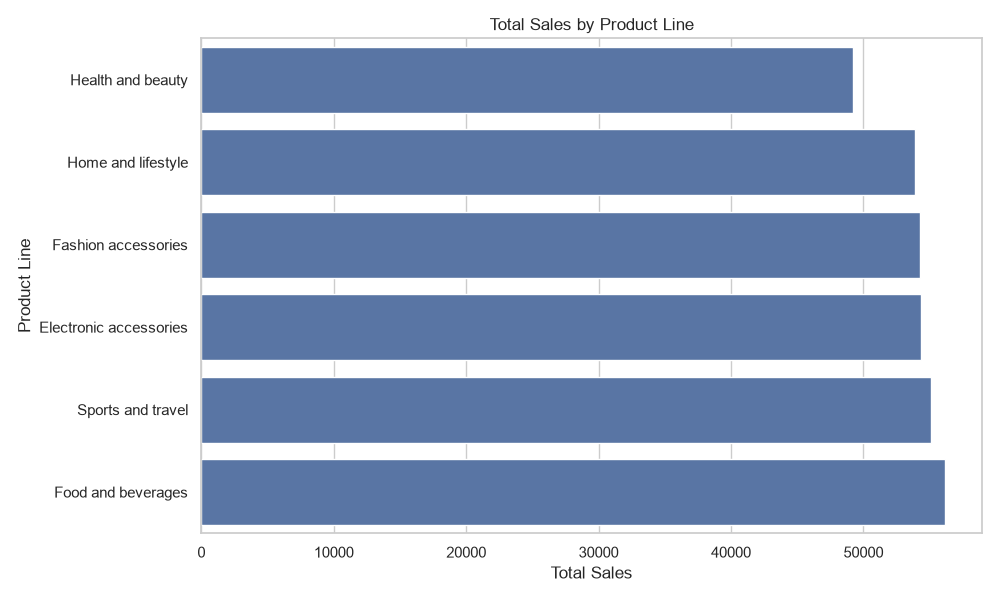 Total Sales by Product Line
Product Line
Health and beauty
Home and lifestyle
Fashion accessories
Electronic accessories
Sports and travel
Food and beverages
0 10000 20000 30000 40000 50000
Total Sales